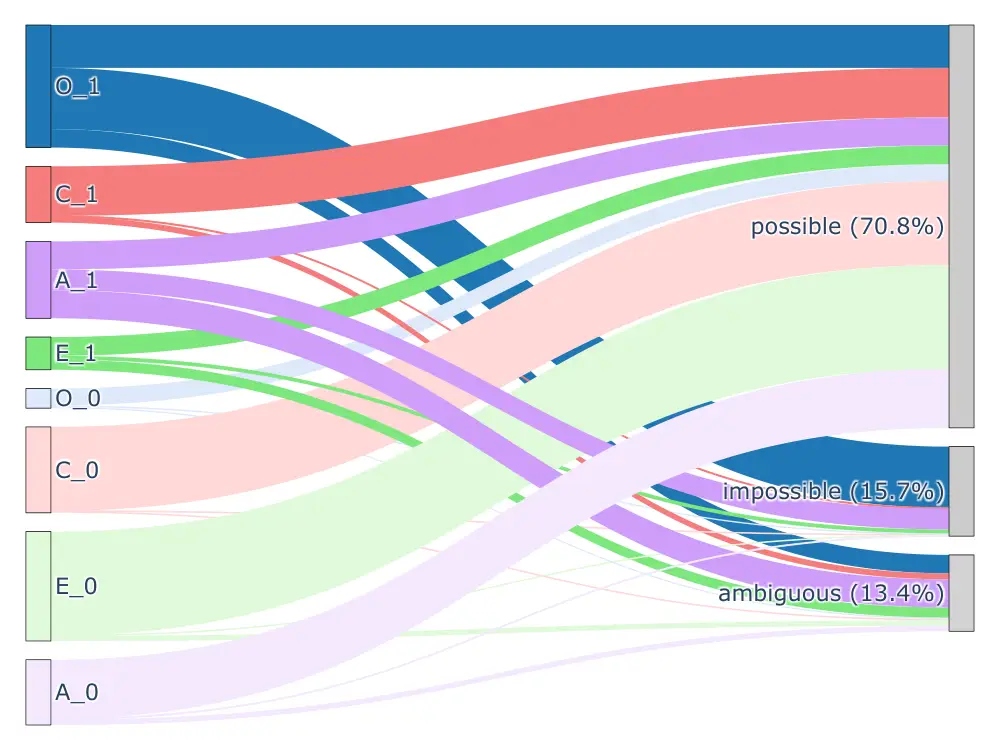 O_1
C_1
A_1
E_1
O_0
C_0
E_0
A_0
possible (70.8%)
impossible (15.7%)
ambiguous (13.4%)